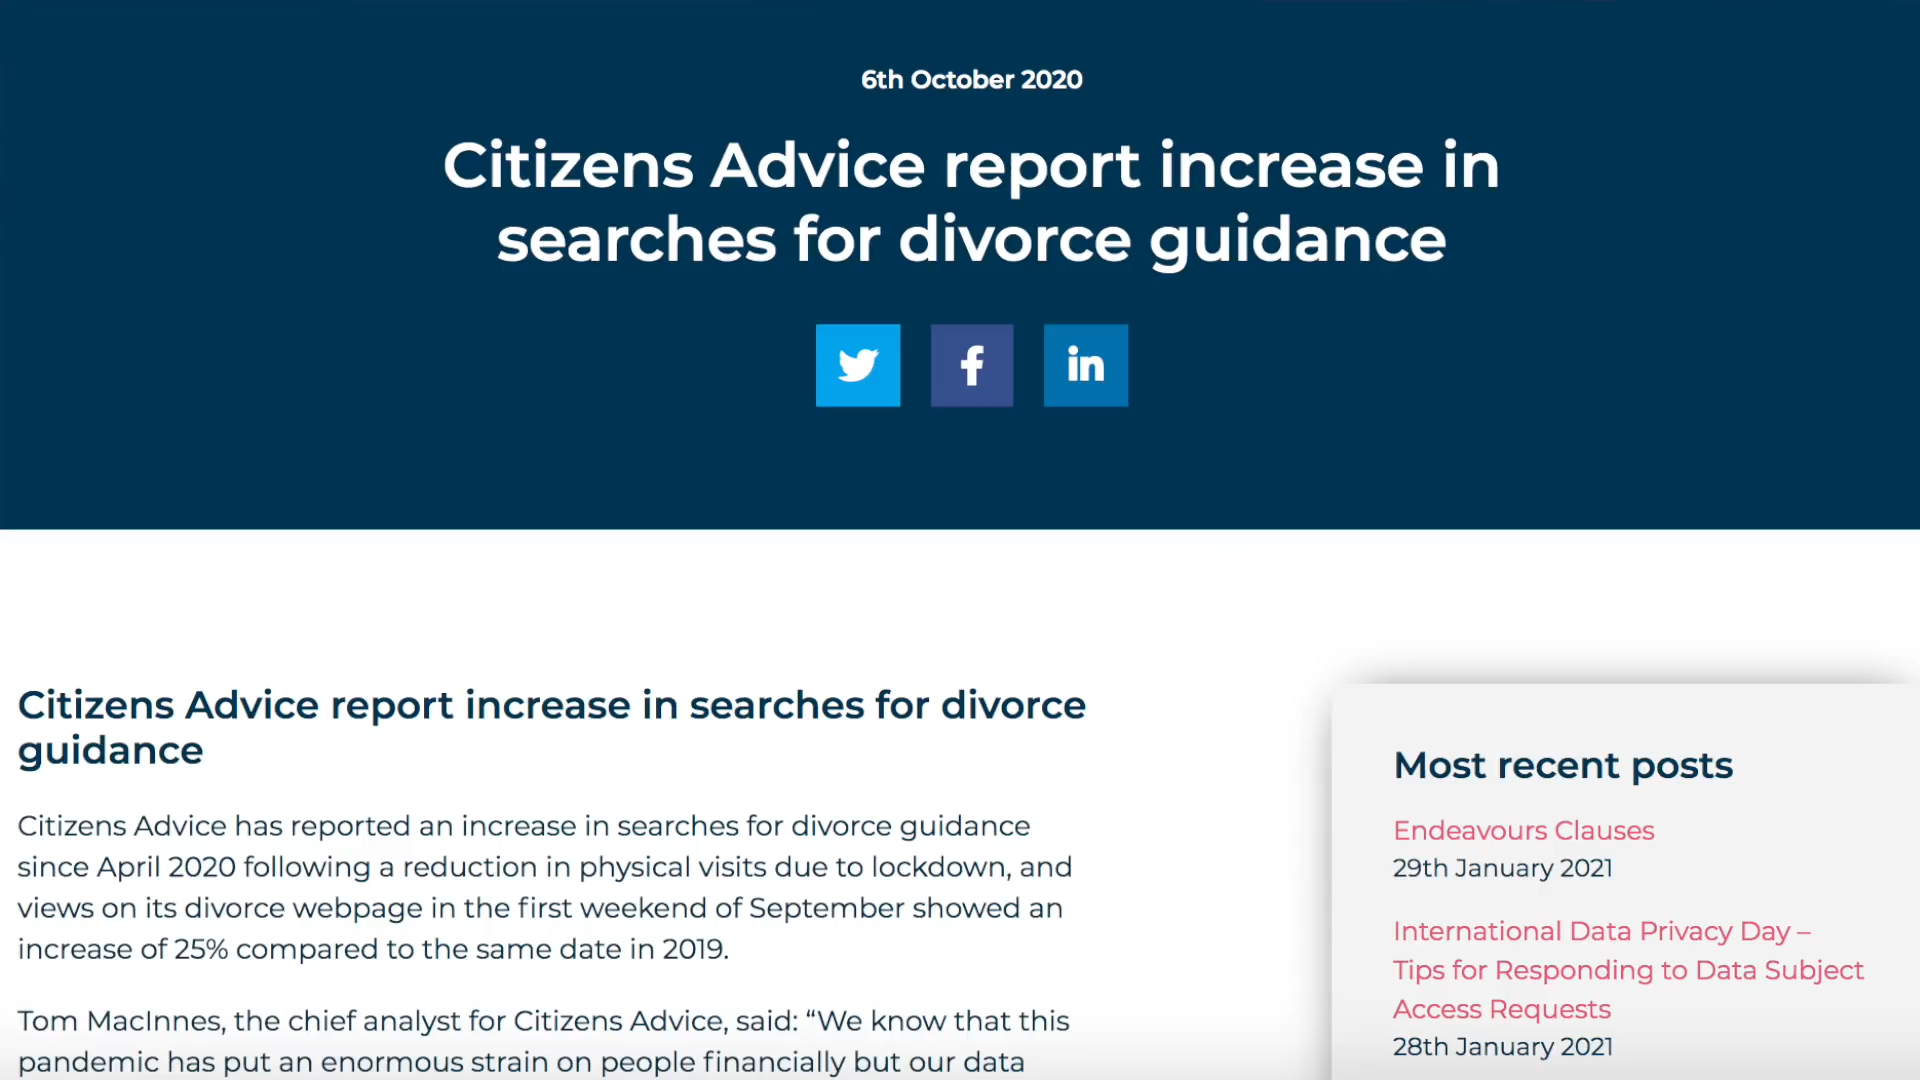 6th October 2020
Citizens Advice report increase in
searches for divorce guidance
Citizens Advice report increase in searches for divorce
guidance
Citizens Advice has reported an increase in searches for divorce guidance
since April 2020 following a reduction in physical visits due to lockdown, and
views on its divorce webpage in the first weekend of September showed an
increase of 25% compared to the same date in 2019.
Tom MacInnes, the chief analyst for Citizens Advice, said: “We know that this
pandemic has put an enormous strain on people financially but our data
Most recent posts
Endeavours Clauses
29th January 2021
International Data Privacy Day –
Tips for Responding to Data Subject
Access Requests
28th January 2021